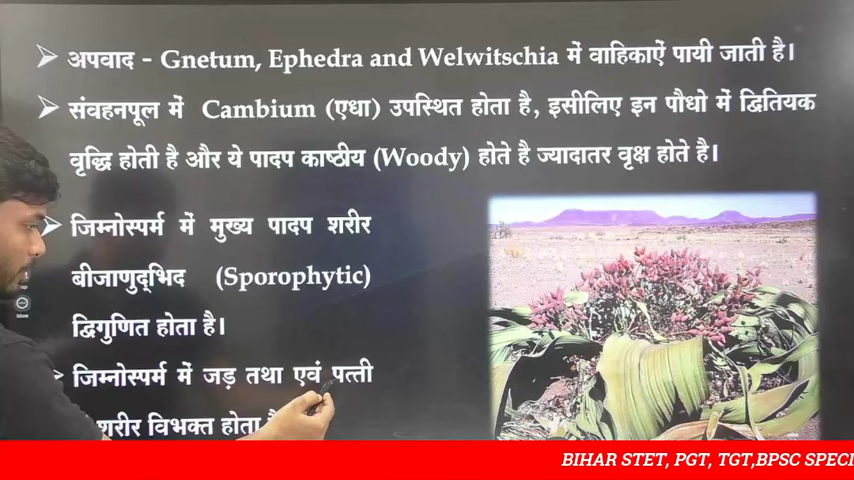 अपवाद - Gnetum, Ephedra and Welwitschia में वाहिकाऐं पायी जाती है।
संवहनपूल में Cambium (एधा) उपस्थित होता है, इसीलिए इन पौधो में द्वितियक
वृद्धि होती है और ये पादप काष्ठीय (Woody) होते है ज्यादातर वृक्ष होते है।
जिम्नोस्पर्म में मुख्य पादप शरीर
बीजाणुद्‌भिद (Sporophytic)
द्विगुणित होता है।
जिम्नोस्पर्म में जड़ तथा एवं पत्ती
शरीर विभक्त होता
BIHAR STET, PGT, TGT,BPSC SPECI